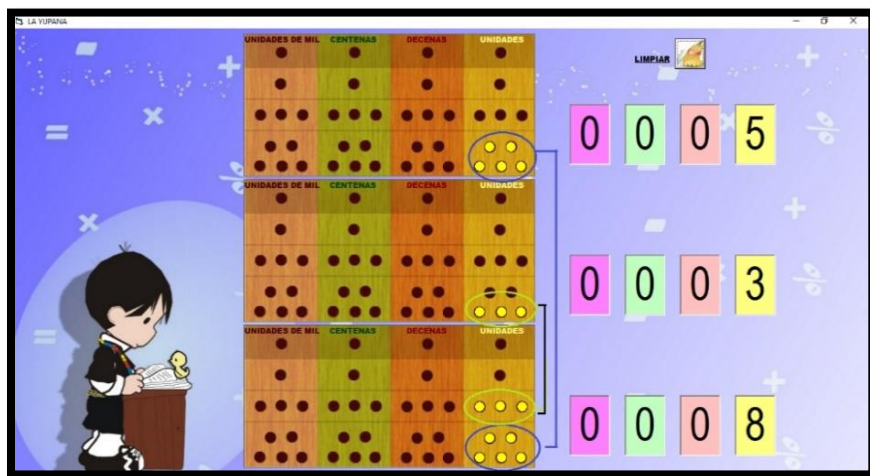 LA YUPANA
LIMPIAR
UNIDADES DE MIL CENTENAS DECENAS UNIDADES
0 0 0 5
UNIDADES DE MIL CENTENAS DECENAS UNIDADES
0 0 0 3
UNIDADES DE MIL CENTENAS DECENAS UNIDADES
0 0 0 8